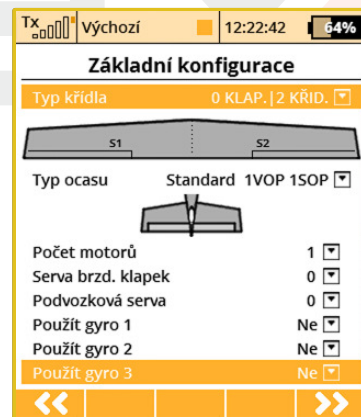 Tx Výchozí 12:22:42 64%
Základní konfigurace
Typ křídla 0 KLAP.|2 KŘID.
S1 S2
Typ ocasu Standard 1VOP 1SOP
Počet motorů 1
Serva brzd. klapek 0
Podvozková serva 0
Použít gyro 1 Ne
Použít gyro 2 Ne
Použít gyro 3 Ne